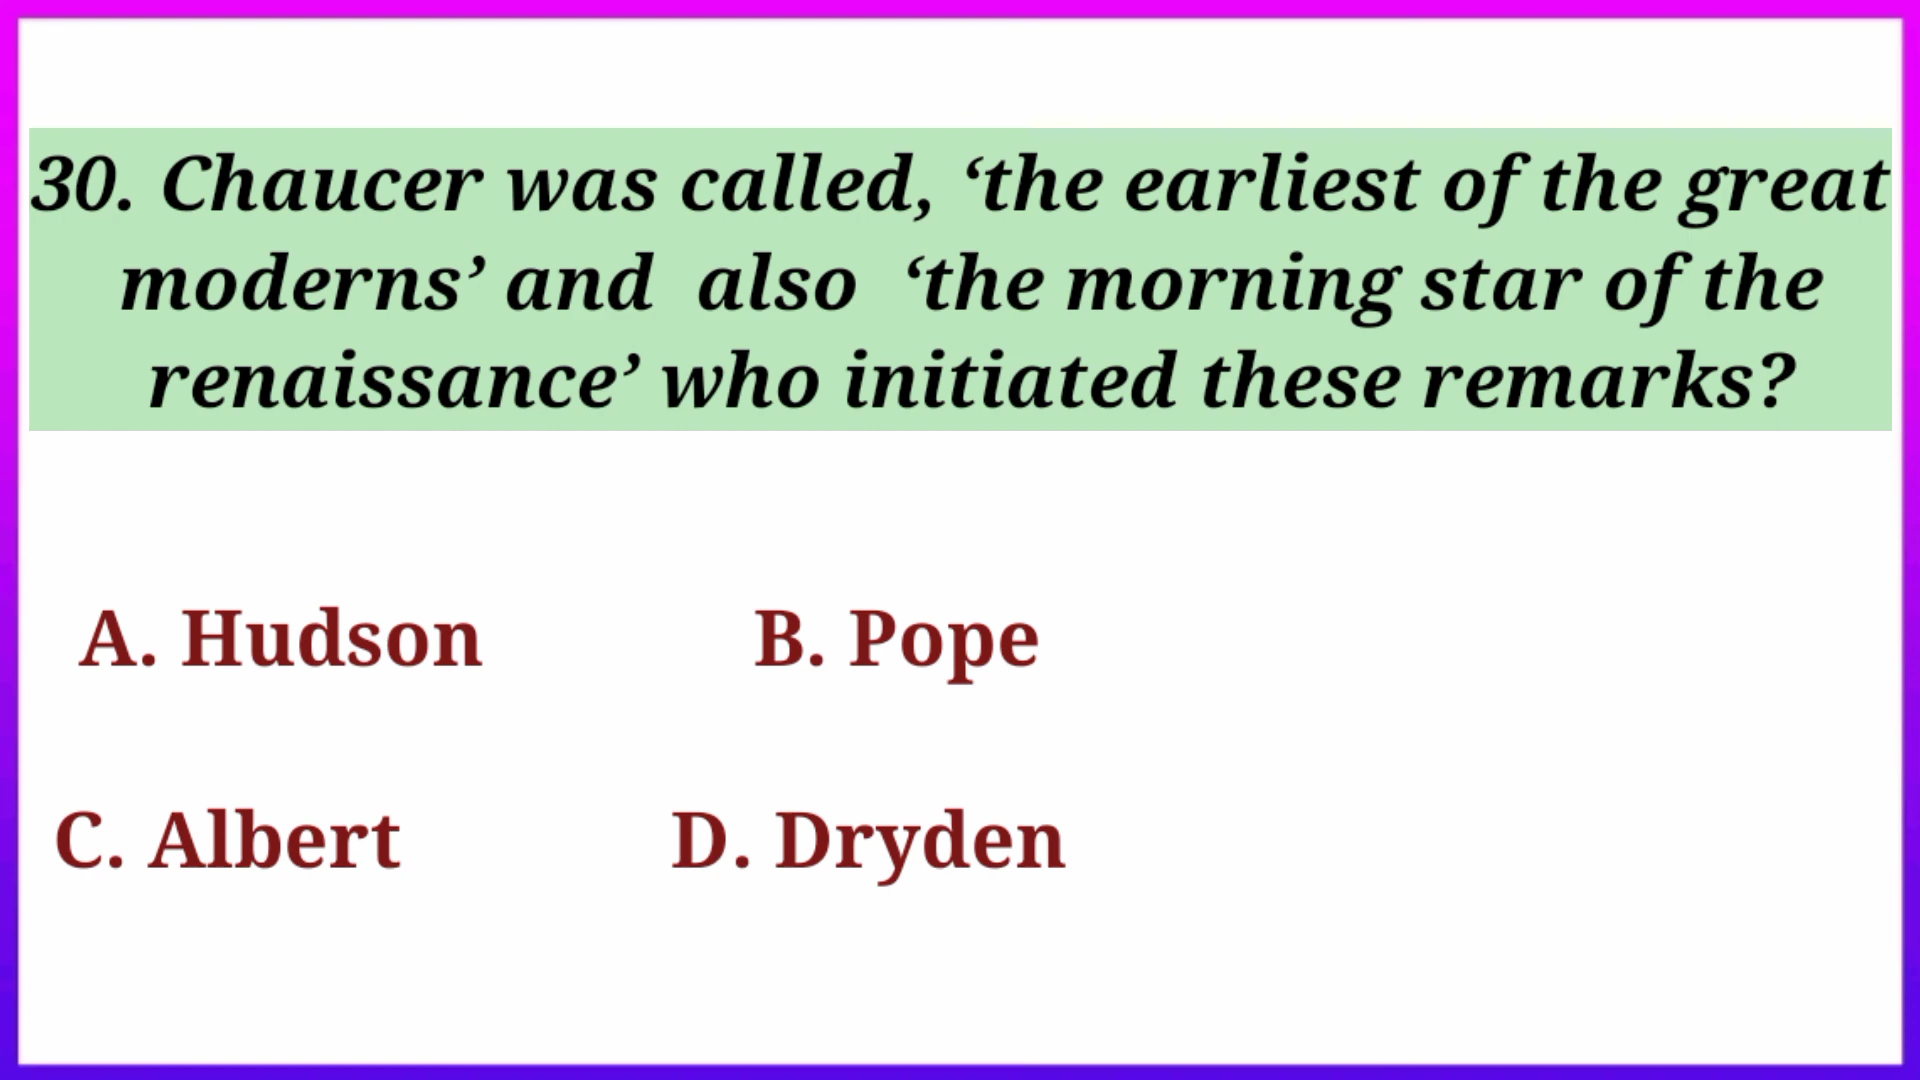 30. Chaucer was called, ‘the earliest of the great
moderns’ and also ‘the morning star of the
renaissance’ who initiated these remarks?
A. Hudson B. Pope
C. Albert D. Dryden